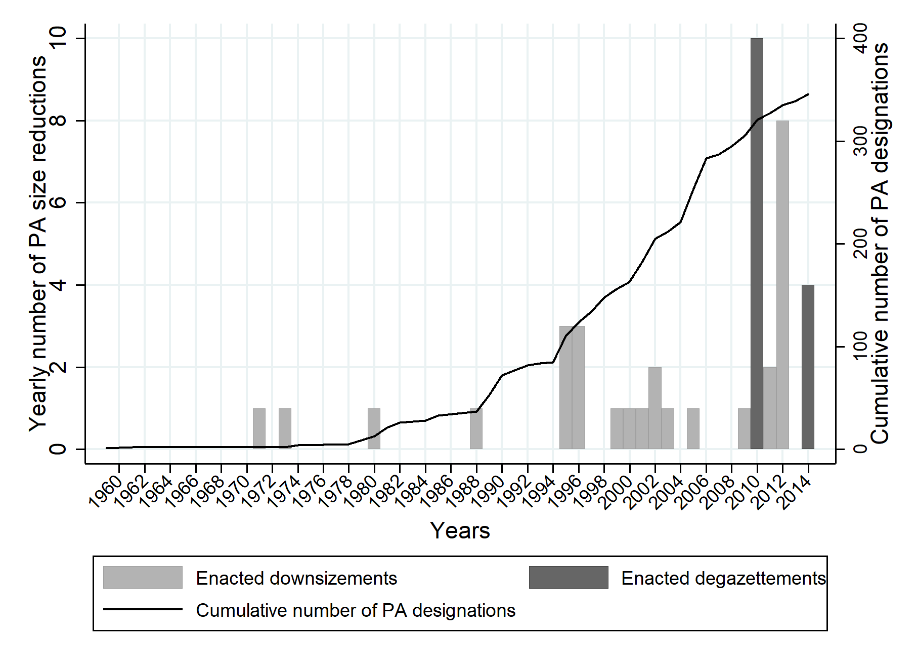 Yearly number of PA size reductions
10
8
6
4
2
0
Cumulative number of PA designations
400
300
200
100
0
1960 1962 1964 1966 1968 1970 1972 1974 1976 1978 1980 1982 1984 1986 1988 1990 1992 1994 1996 1998 2000 2002 2004 2006 2008 2010 2012 2014
Years
Enacted downsizements Enacted degazettements
Cumulative number of PA designations